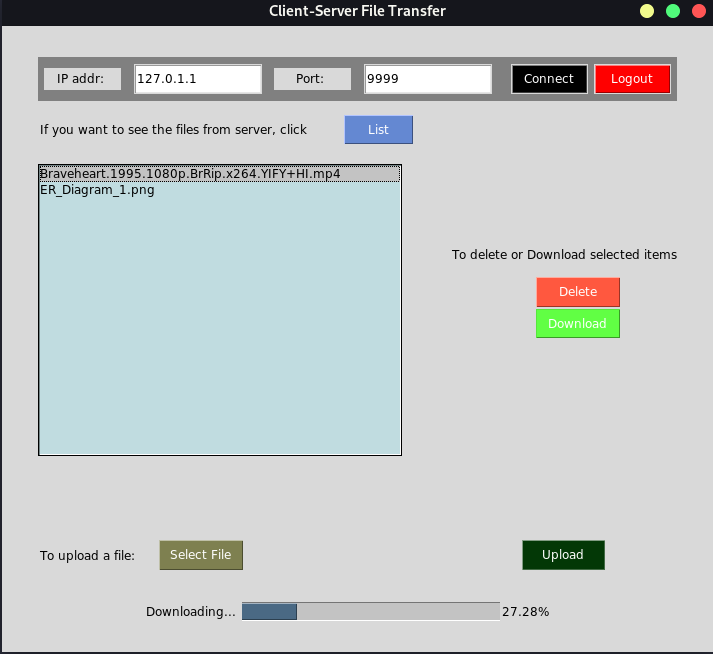 Client-Server File Transfer
IP addr: 127.0.1.1 Port: 9999 Connect Logout
If you want to see the files from server, click List
Braveheart.1995.1080p.BrRip.x264.YIFY+HI.mp4
ER_Diagram_1.png
To delete or Download selected items
Delete
Download
To upload a file: Select File Upload
Downloading... 27.28%